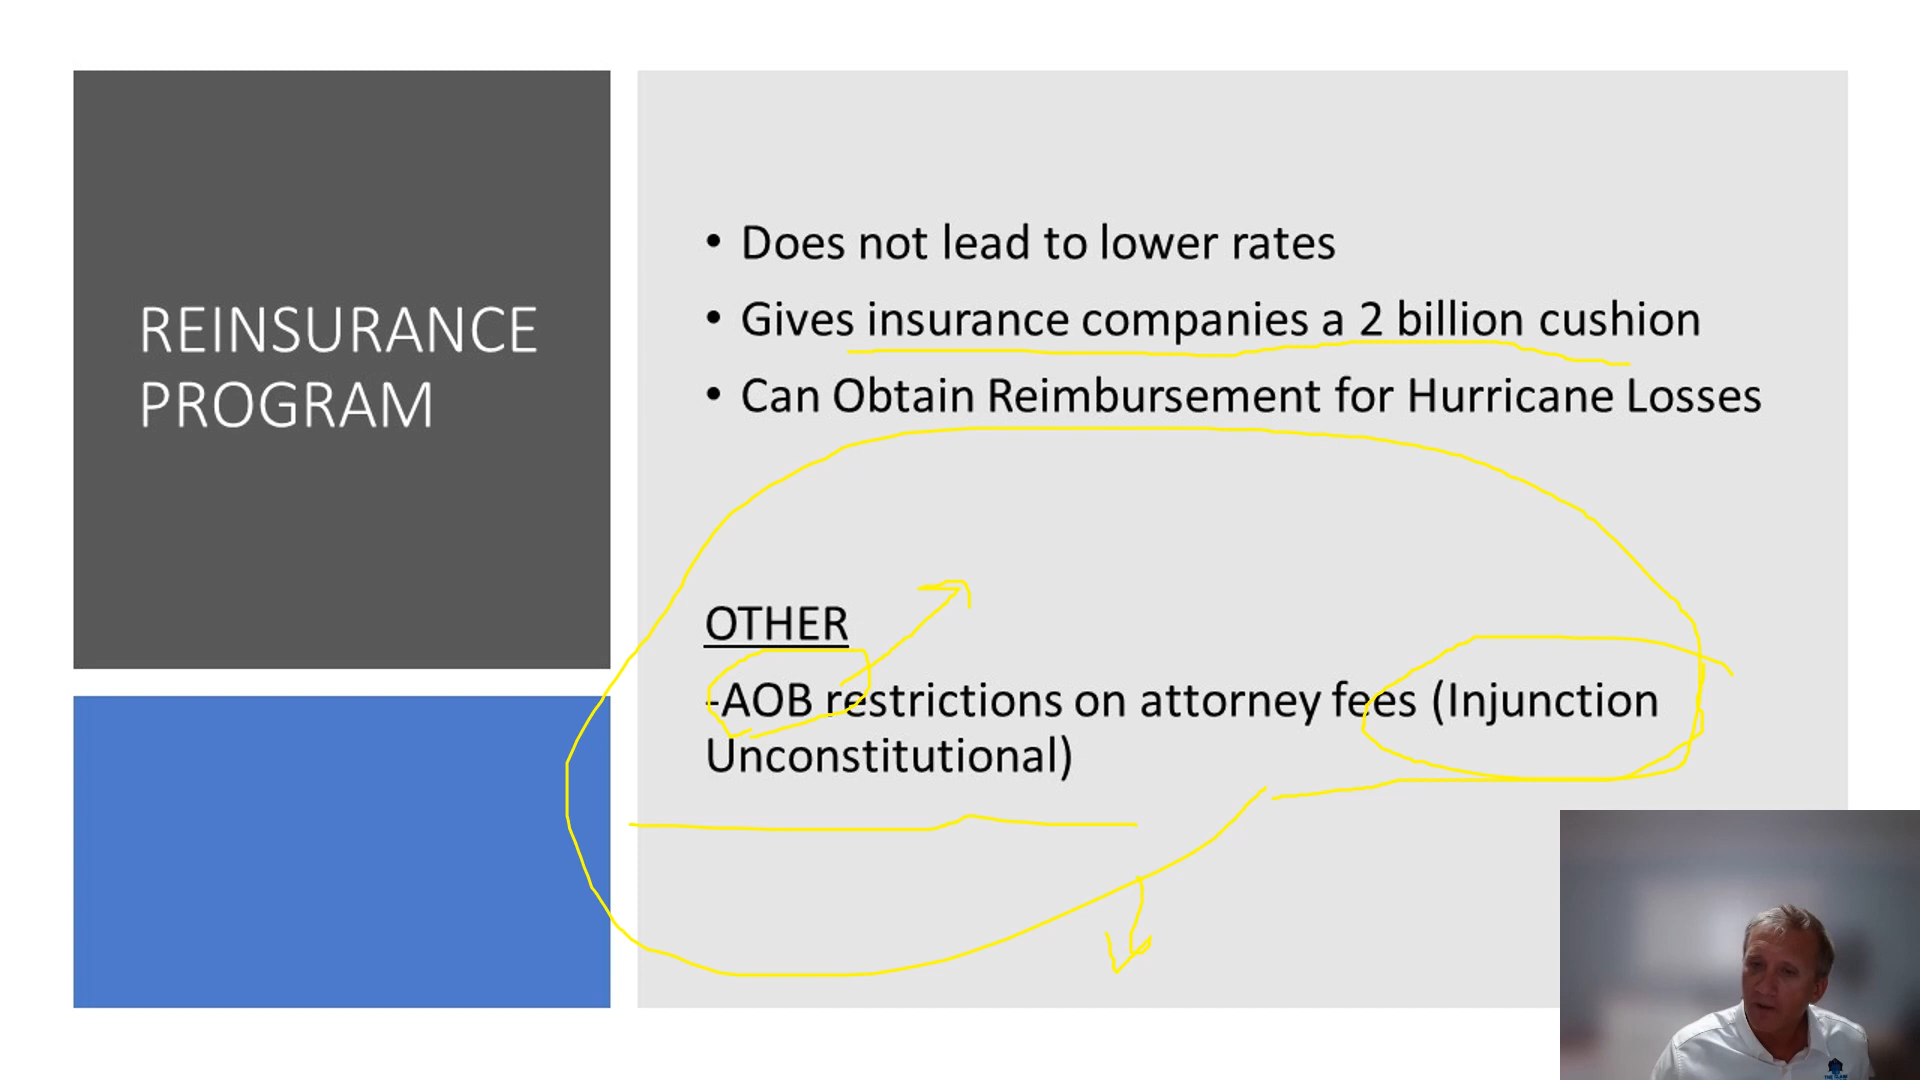 REINSURANCE
PROGRAM
• Does not lead to lower rates
• Gives insurance companies a 2 billion cushion
• Can Obtain Reimbursement for Hurricane Losses
OTHER
-AOB restrictions on attorney fees (Injunction
Unconstitutional)